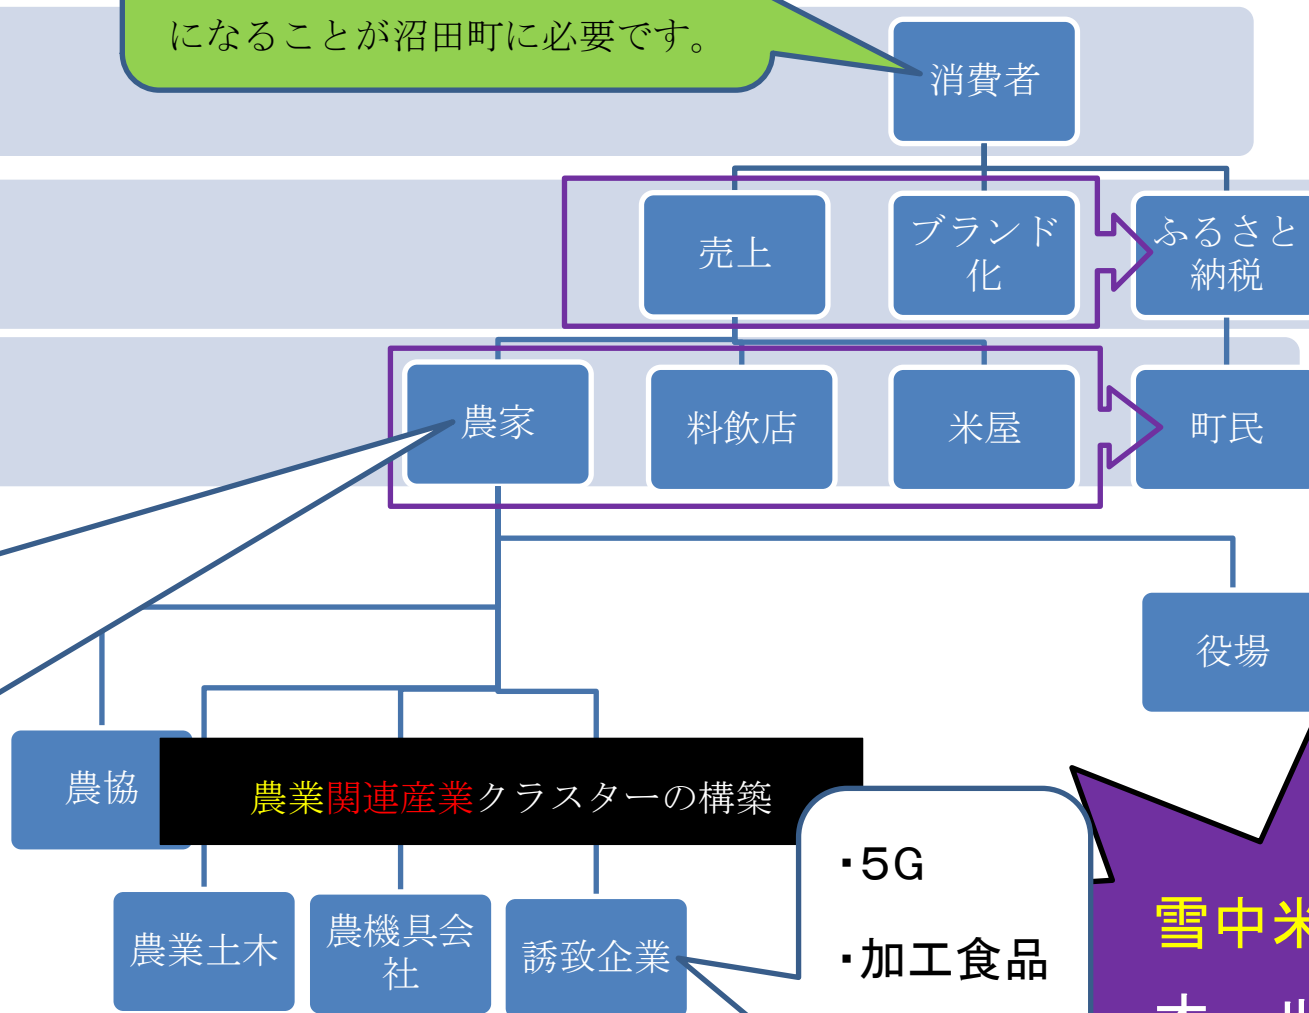 になることが沼田町に必要です。
消費者
売上
ブランド
化
ふるさと
納税
農家
料飲店
米屋
町民
役場
農協
農業関連産業クラスターの構築
・5G
・加工食品
雪中米
農業土木
農機具会
社
誘致企業